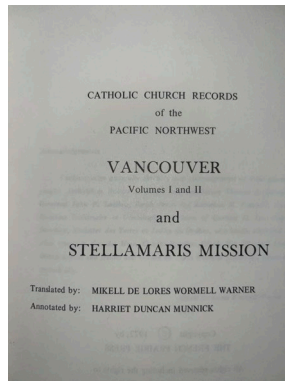 CATHOLIC CHURCH RECORDS
of the
PACIFIC NORTHWEST
VANCOUVER
Volumes I and II
and
STELLAMARIS MISSION
Translated by: MIKELL DE LORES WORMELL WARNER
Annotated by: HARRIET DUNCAN MUNNICK